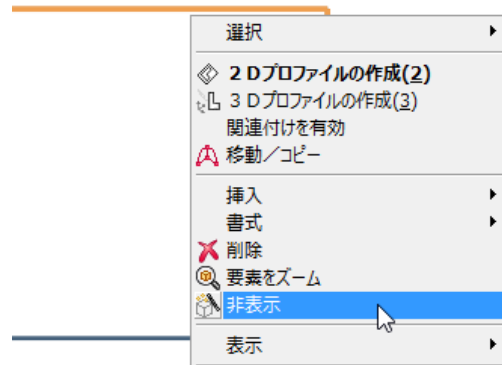 選択
２Ｄプロファイルの作成(2)
３Ｄプロファイルの作成(3)
関連付けを有効
移動／コピー
挿入
書式
削除
要素をズーム
非表示
表示